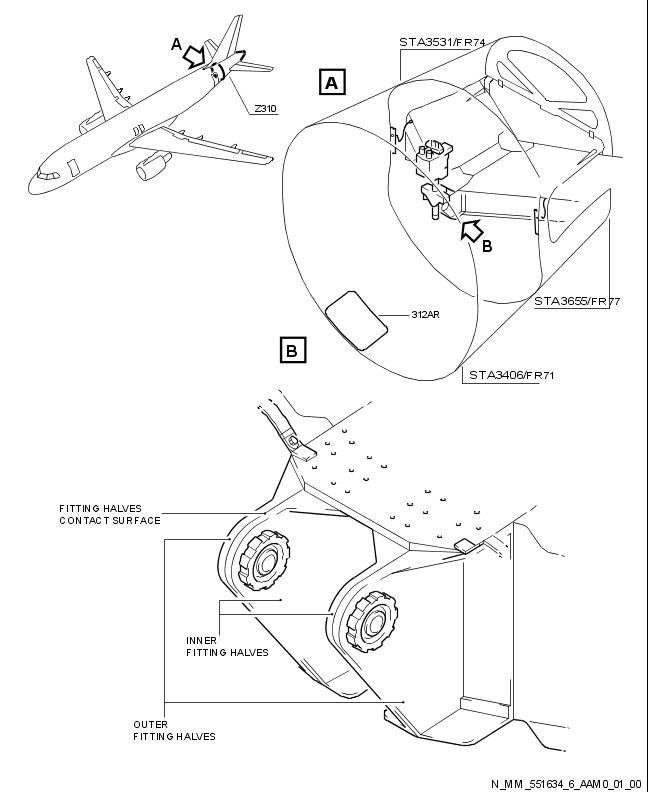 A
Z310
A
STA3531/FR74
B
STA3655/FR77
312AR
STA3406/FR71
B
FITTING HALVES
CONTACT SURFACE
INNER
FITTING HALVES
OUTER
FITTING HALVES
N_MM_551634_6_AAM0_01_00